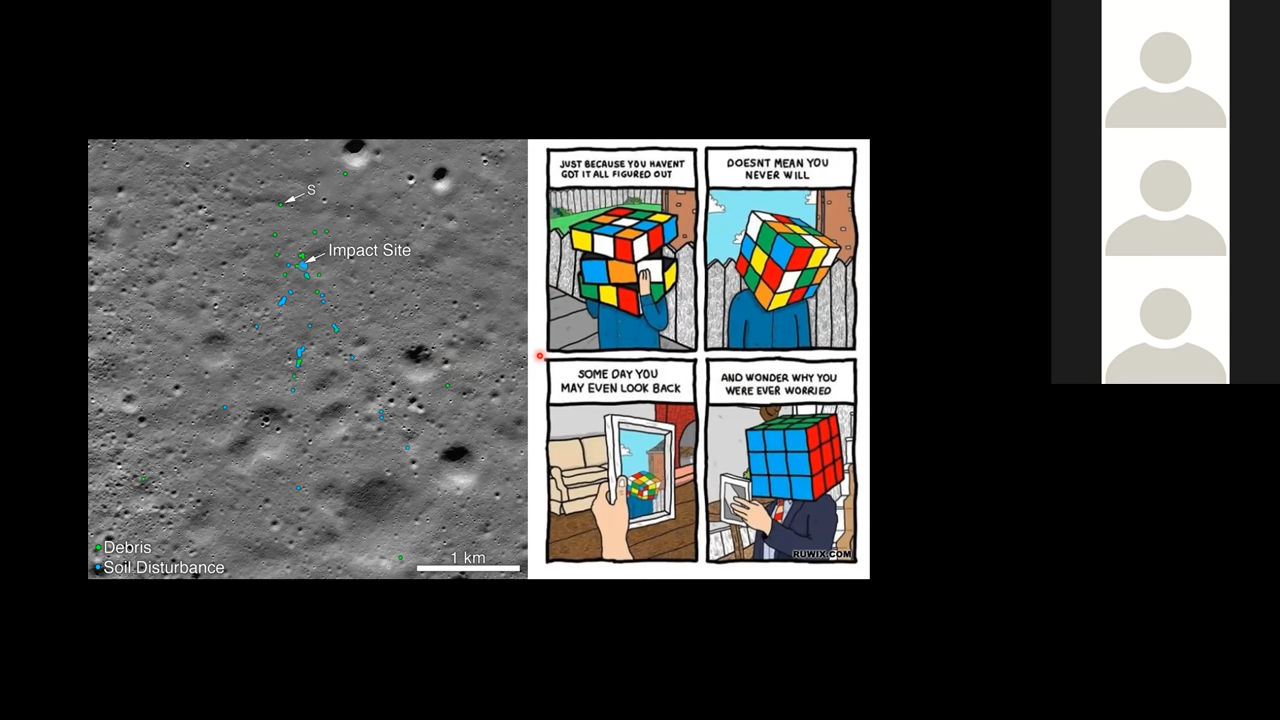 S
Impact Site
Debris
Soil Disturbance
1 km
JUST BECAUSE YOU HAVENT
GOT IT ALL FIGURED OUT
DOESNT MEAN YOU
NEVER WILL
SOME DAY YOU
MAY EVEN LOOK BACK
AND WONDER WHY YOU
WERE EVER WORRIED
RUWIX.COM